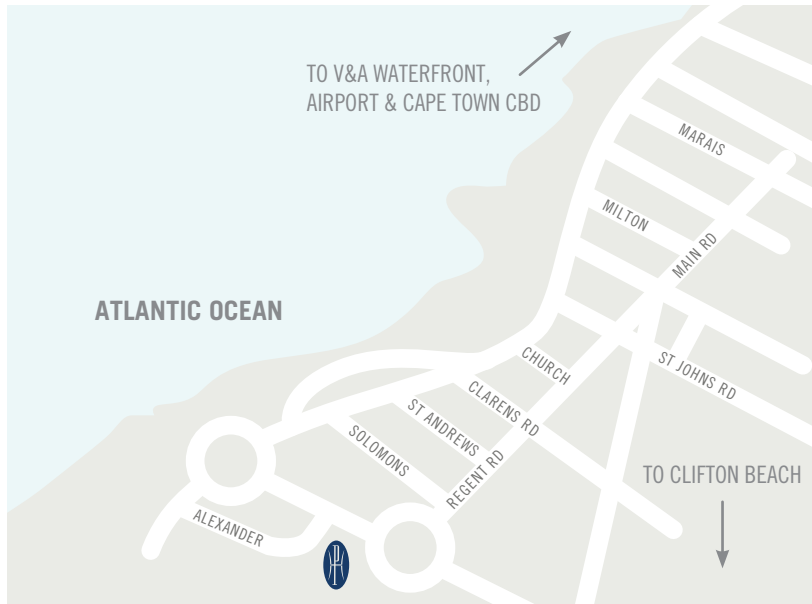 TO V&A WATERFRONT,
AIRPORT & CAPE TOWN CBD
MARAIS
MILTON
MAIN RD
ATLANTIC OCEAN
CHURCH
ST JOHNS RD
CLARENS RD
ST ANDREWS
SOLOMONS
REGENT RD
TO CLIFTON BEACH
ALEXANDER